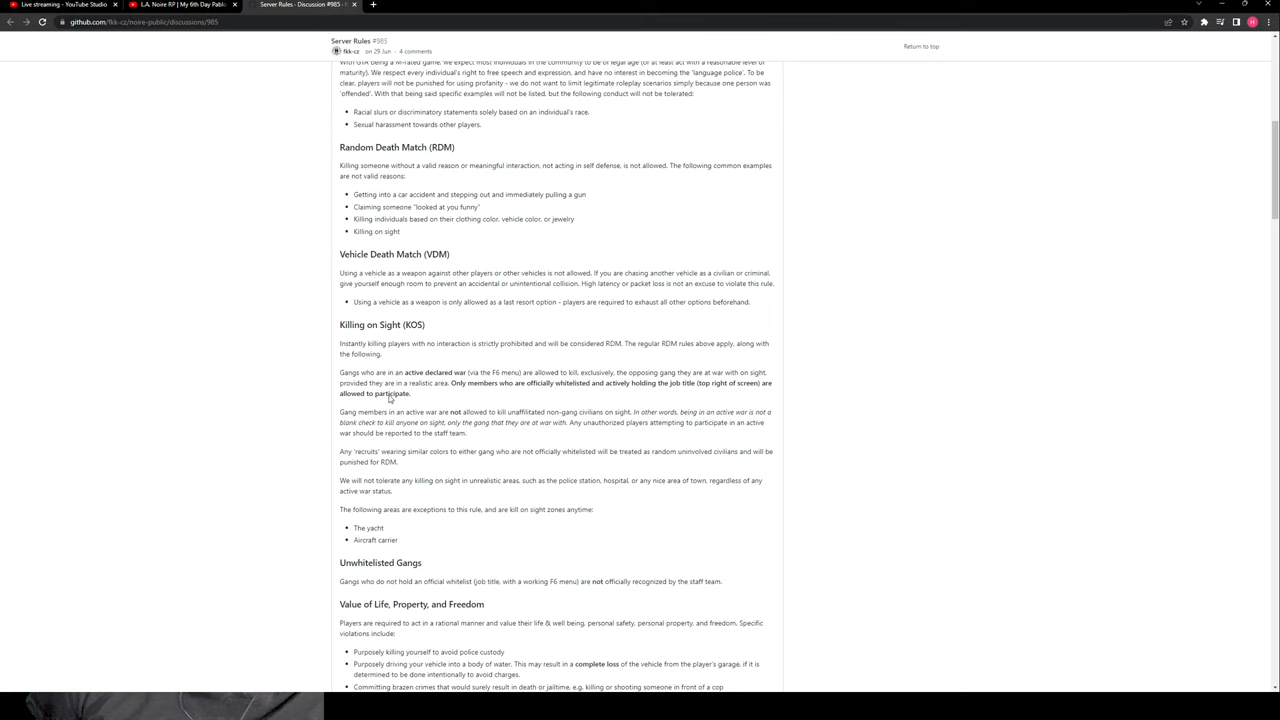 Live streaming - YouTube Studio
L.A. Noire RP | My 6th Day Pablo
Server Rules · Discussion #985 · f
github.com/fkk-cz/noire-public/discussions/985
H
Server Rules #985
fkk-cz on 29 Jun · 4 comments
Return to top
With GTA being a M-rated game. We expect most individuals in the community to be of legal age (or at least act with a reasonable level of
maturity). We respect every individual's right to free speech and expression, and have no interest in becoming the 'language police'. To be
clear, players will not be punished for using profanity - we do not want to limit legitimate roleplay scenarios simply because one person was
'offended'. With that being said specific examples will not be listed, but the following conduct will not be tolerated:
• Racial slurs or discriminatory statements solely based on an individual's race.
• Sexual harassment towards other players.
Random Death Match (RDM)
Killing someone without a valid reason or meaningful interaction, not acting in self defense, is not allowed. The following common examples
are not valid reasons:
• Getting into a car accident and stepping out and immediately pulling a gun
• Claiming someone "looked at you funny"
• Killing individuals based on their clothing color, vehicle color, or jewelry
• Killing on sight
Vehicle Death Match (VDM)
Using a vehicle as a weapon against other players or other vehicles is not allowed. If you are chasing another vehicle as a civilian or criminal,
give yourself enough room to prevent an accidental or unintentional collision. High latency or packet loss is not an excuse to violate this rule.
• Using a vehicle as a weapon is only allowed as a last resort option - players are required to exhaust all other options beforehand.
Killing on Sight (KOS)
Instantly killing players with no interaction is strictly prohibited and will be considered RDM. The regular RDM rules above apply, along with
the following.
Gangs who are in an active declared war (via the F6 menu) are allowed to kill, exclusively, the opposing gang they are at war with on sight,
provided they are in a realistic area. Only members who are officially whitelisted and actively holding the job title (top right of screen) are
allowed to participate.
Gang members in an active war are not allowed to kill unaffilitated non-gang civilians on sight. In other words, being in an active war is not a
blank check to kill anyone on sight, only the gang that they are at war with. Any unauthorized players attempting to participate in an active
war should be reported to the staff team.
Any 'recruits' wearing similar colors to either gang who are not officially whitelisted will be treated as random uninvolved civilians and will be
punished for RDM.
We will not tolerate any killing on sight in unrealistic areas, such as the police station, hospital, or any nice area of town, regardless of any
active war status.
The following areas are exceptions to this rule, and are kill on sight zones anytime:
• The yacht
• Aircraft carrier
Unwhitelisted Gangs
Gangs who do not hold an official whitelist (job title, with a working F6 menu) are not officially recognized by the staff team.
Value of Life, Property, and Freedom
Players are required to act in a rational manner and value their life & well being, personal safety, personal property, and freedom. Specific
violations include:
• Purposely killing yourself to avoid police custody
• Purposely driving your vehicle into a body of water. This may result in a complete loss of the vehicle from the player's garage, if it is
determined to be done intentionally to avoid charges.
• Committing brazen crimes that would surely result in death or jailtime, e.g. killing or shooting someone in front of a cop